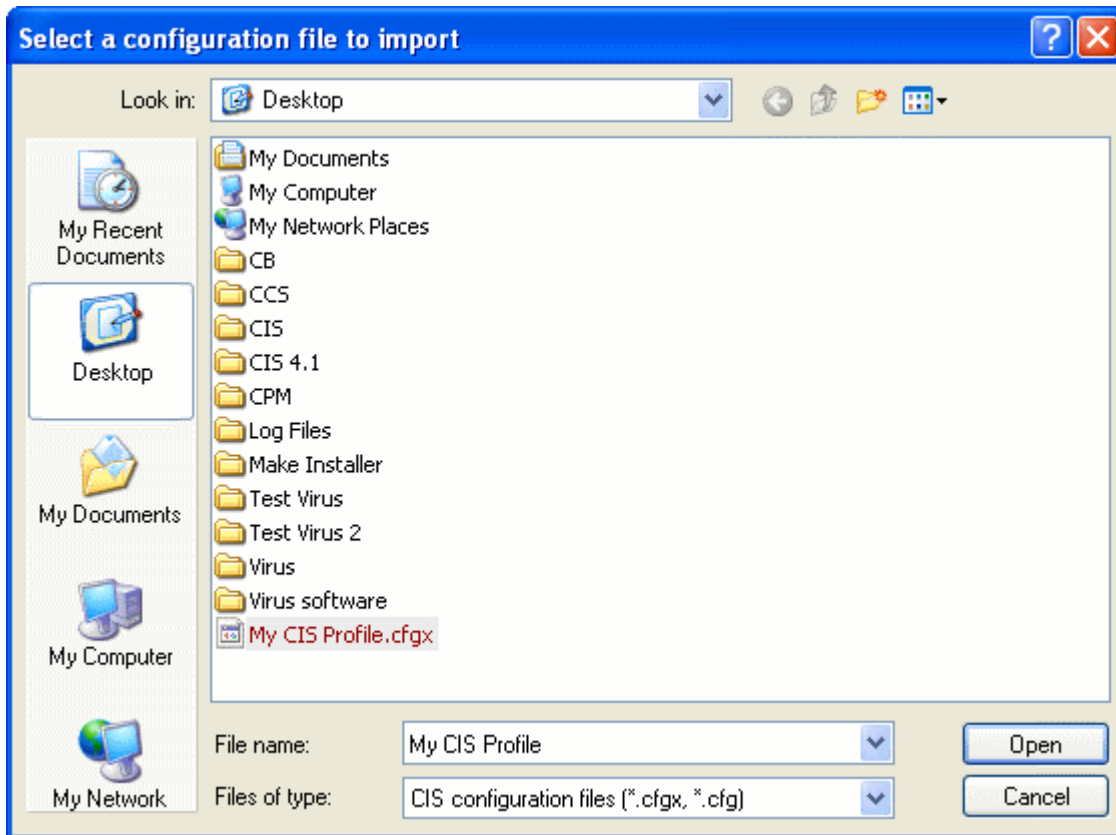 Select a configuration file to import
Look in: Desktop
My Recent
Documents
Desktop
My Documents
My Computer
My Network
My Documents
My Computer
My Network Places
CB
CCS
CIS
CIS 4.1
CPM
Log Files
Make Installer
Test Virus
Test Virus 2
Virus
Virus software
My CIS Profile.cfgx
File name: My CIS Profile Open
Files of type: CIS configuration files (*.cfgx, *.cfg) Cancel